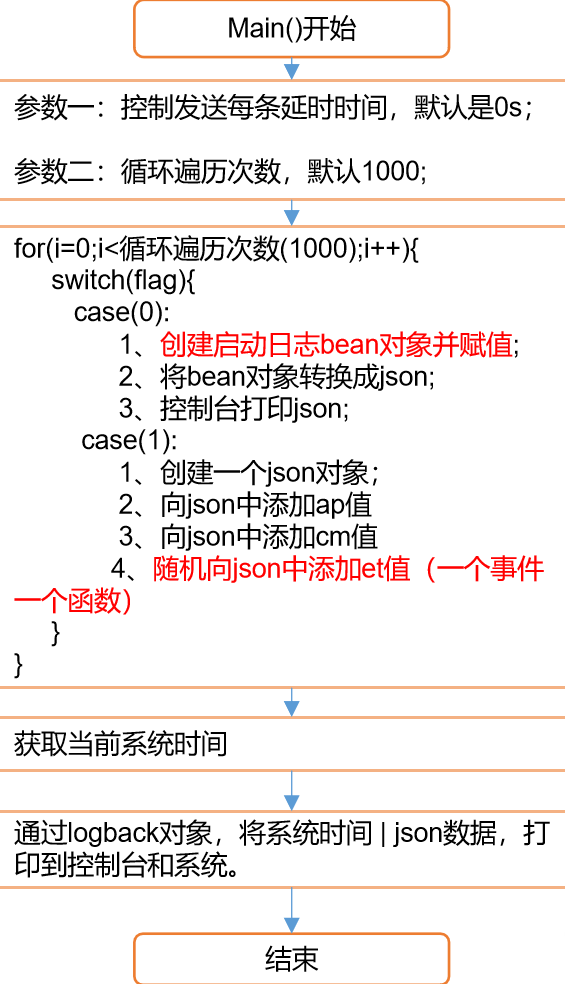 Main()开始
参数一：控制发送每条延时时间，默认是0s；
参数二：循环遍历次数，默认1000;
for(i=0;i<循环遍历次数(1000);i++){
switch(flag){
case(0):
1、创建启动日志bean对象并赋值;
2、将bean对象转换成json;
3、控制台打印json;
case(1):
1、创建一个json对象；
2、向json中添加ap值
3、向json中添加cm值
4、随机向json中添加et值（一个事件
一个函数）
}
}
获取当前系统时间
通过logback对象，将系统时间 | json数据，打
印到控制台和系统。
结束